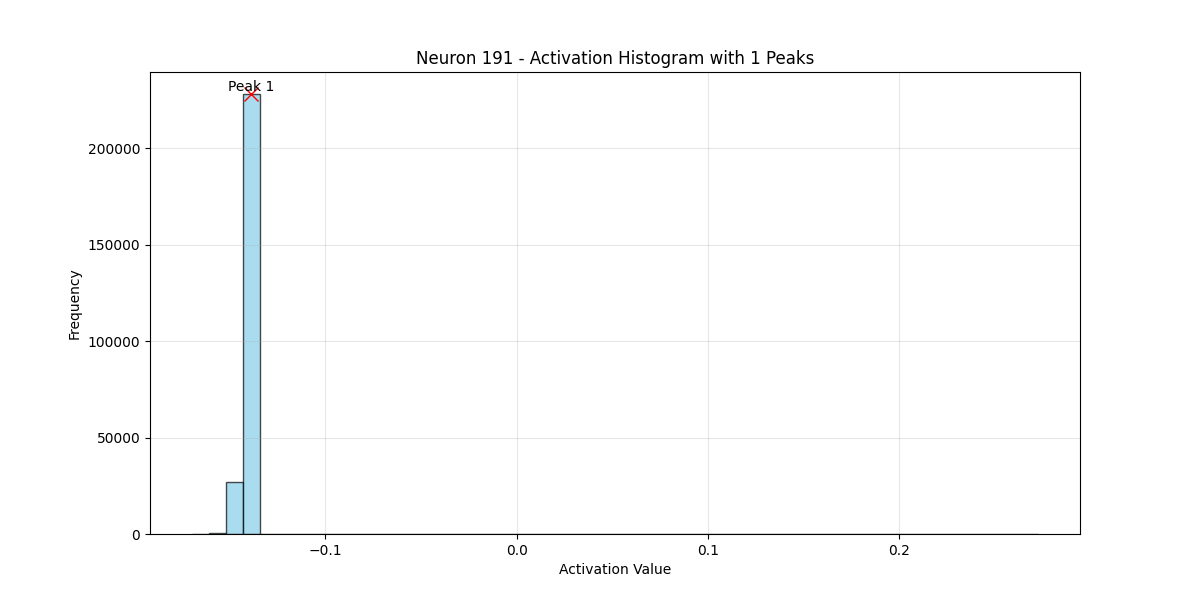 Neuron 191 - Activation Histogram with 1 Peaks
Peak 1
Frequency
200000
150000
100000
50000
0
−0.1
0.0
0.1
0.2
Activation Value